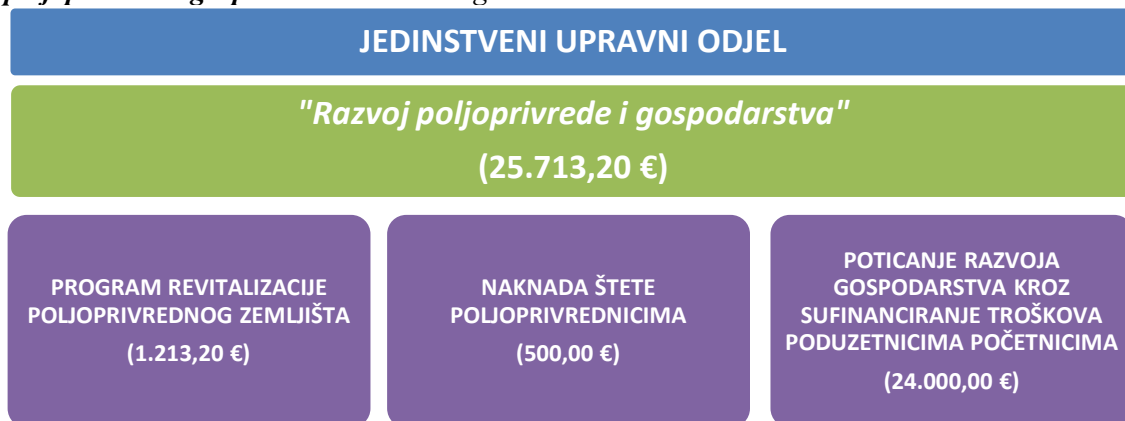 JEDINSTVENI UPRAVNI ODJEL
"Razvoj poljoprivrede i gospodarstva"
(25.713,20 €)
PROGRAM REVITALIZACIJE
POLJOPRIVREDNOG ZEMLJIŠTA
(1.213,20 €)
NAKNADA ŠTETE
POLJOPRIVREDNICIMA
(500,00 €)
POTICANJE RAZVOJA
GOSPODARSTVA KROZ
SUFINANCIRANJE TROŠKOVA
PODUZETNICIMA POČETNICIMA
(24.000,00 €)